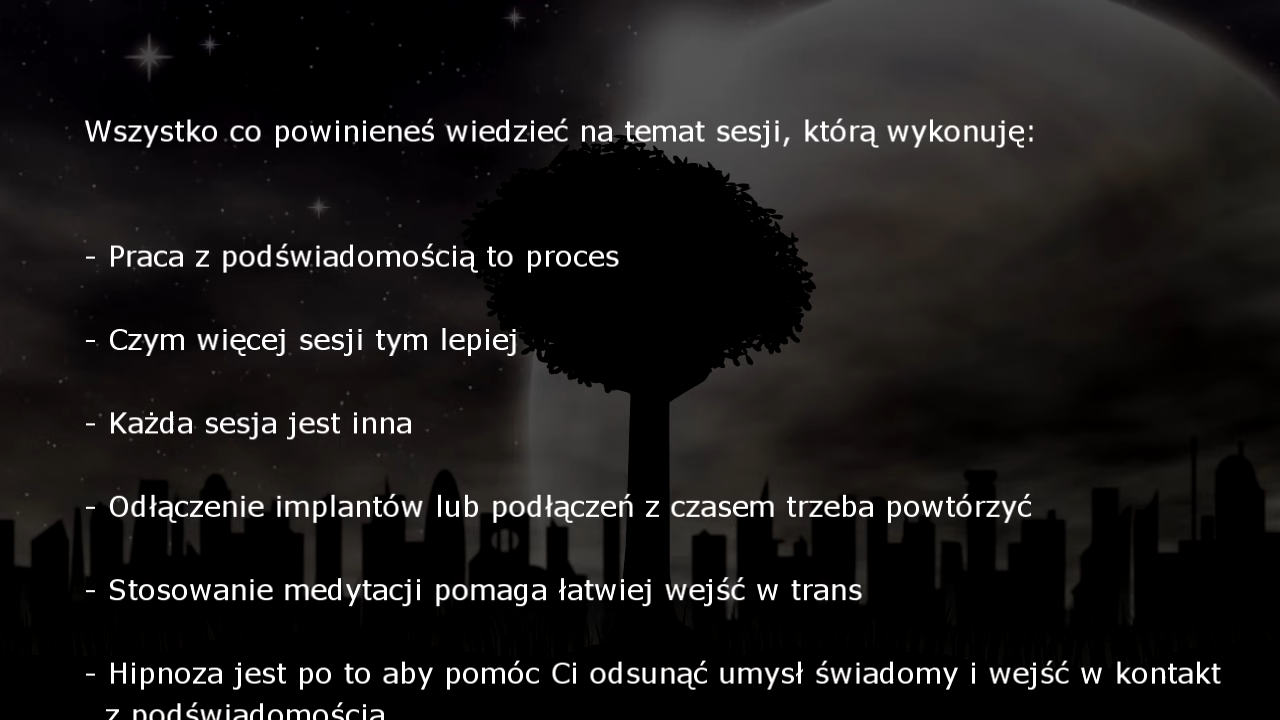 Wszystko co powinieneś wiedzieć na temat sesji, którą wykonuję:
- Praca z podświadomością to proces
- Czym więcej sesji tym lepiej
- Każda sesja jest inna
- Odłączenie implantów lub podłączeń z czasem trzeba powtórzyć
- Stosowanie medytacji pomaga łatwiej wejść w trans
- Hipnoza jest po to aby pomóc Ci odsunąć umysł świadomy i wejść w kontakt
z podświadomością